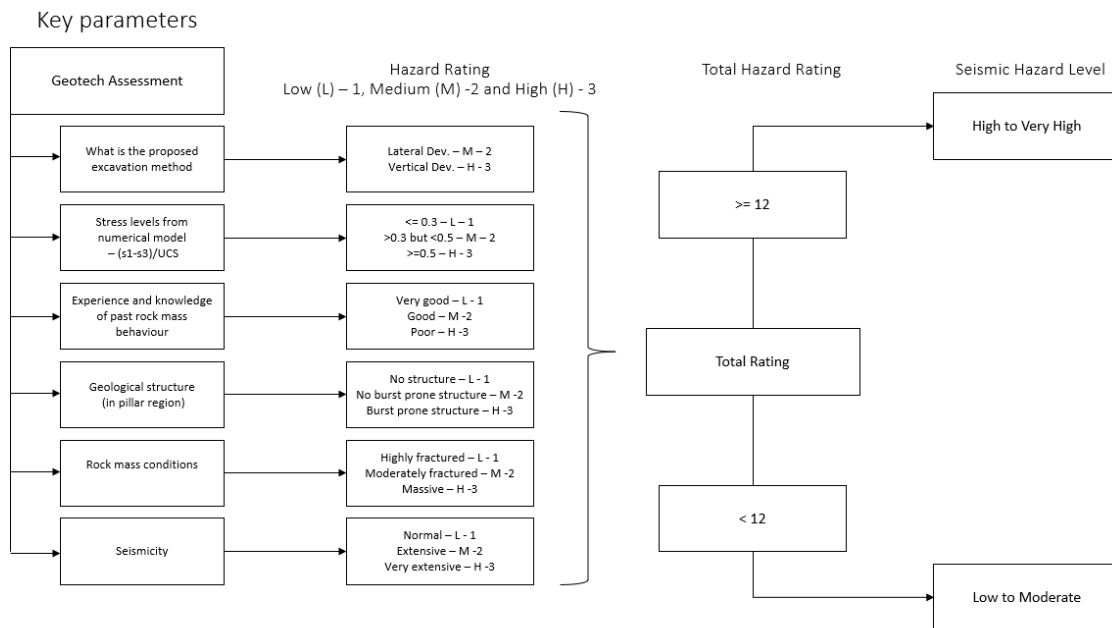 Key parameters
Geotech Assessment
Hazard Rating
Low (L) – 1, Medium (M) -2 and High (H) - 3
Total Hazard Rating
Seismic Hazard Level
What is the proposed
excavation method
Lateral Dev. – M – 2
Vertical Dev. – H - 3
Stress levels from
numerical model
– (s1-s3)/UCS
<= 0.3 – L – 1
>0.3 but <0.5 – M – 2
>=0.5 – H - 3
Experience and knowledge
of past rock mass
behaviour
Very good – L - 1
Good – M -2
Poor – H -3
Geological structure
(in pillar region)
No structure – L - 1
No burst prone structure – M -2
Burst prone structure – H -3
Rock mass conditions
Highly fractured – L - 1
Moderately fractured – M -2
Massive – H -3
Seismicity
Normal – L - 1
Extensive – M -2
Very extensive – H -3
High to Very High
>= 12
Total Rating
< 12
Low to Moderate